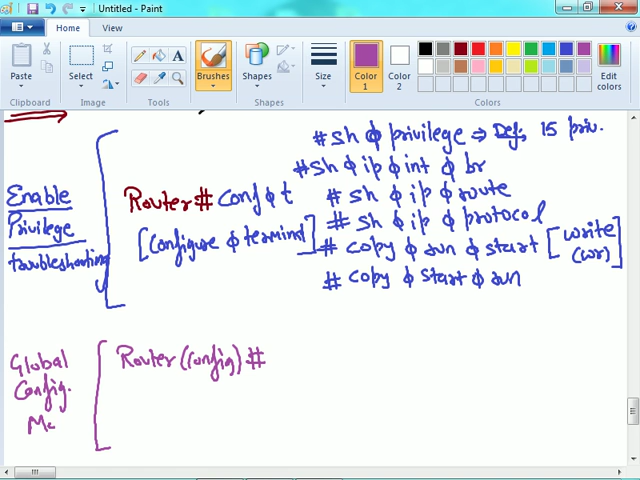 Untitled - Paint
Home View
Paste Select Brushes Shapes Size Color 1 Color 2 Edit colors
Clipboard Image Tools Shapes Colors
# sh ϕ privilege ⇒ Def; 15 priv.
# Sh ϕ ip ϕ int ϕ br
Enable
Privilege
troubleshooting
Router# Conf ϕ t
[Configure ϕ terminal]
# sh ϕ ip ϕ route
# sh ϕ ip ϕ protocol
# copy ϕ run ϕ start [write
(wr)]
# copy ϕ start ϕ run
Global
Config.
Mo
Router(Config)#